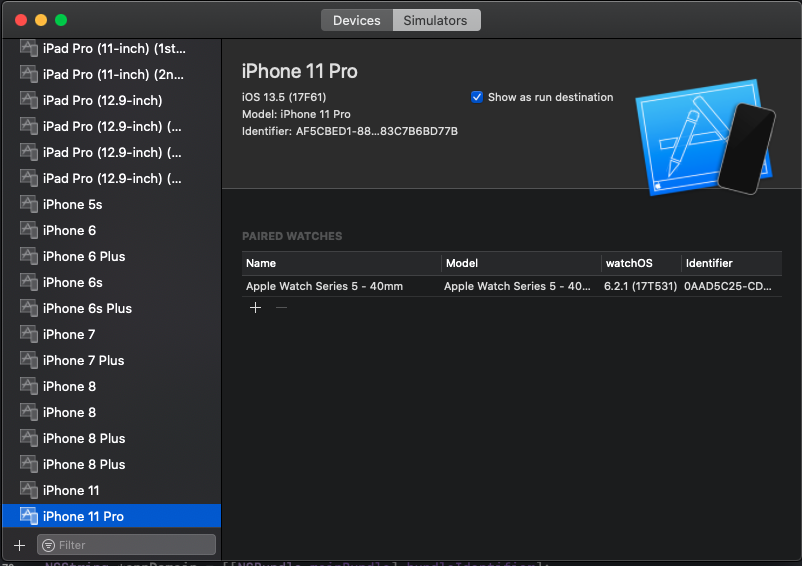 Devices
Simulators
iPad Pro (11-inch) (1st...
iPad Pro (11-inch) (2n...
iPad Pro (12.9-inch)
iPad Pro (12.9-inch) (...
iPad Pro (12.9-inch) (...
iPad Pro (12.9-inch) (...
iPhone 5s
iPhone 6
iPhone 6 Plus
iPhone 6s
iPhone 6s Plus
iPhone 7
iPhone 7 Plus
iPhone 8
iPhone 8
iPhone 8 Plus
iPhone 8 Plus
iPhone 11
iPhone 11 Pro
Filter
iPhone 11 Pro
iOS 13.5 (17F61)
Model: iPhone 11 Pro
Identifier: AF5CBED1-88...83C7B6BD77B
Show as run destination
PAIRED WATCHES
Name Model watchOS Identifier
Apple Watch Series 5 - 40mm Apple Watch Series 5 - 40... 6.2.1 (17T531) 0AAD5C25-CD...